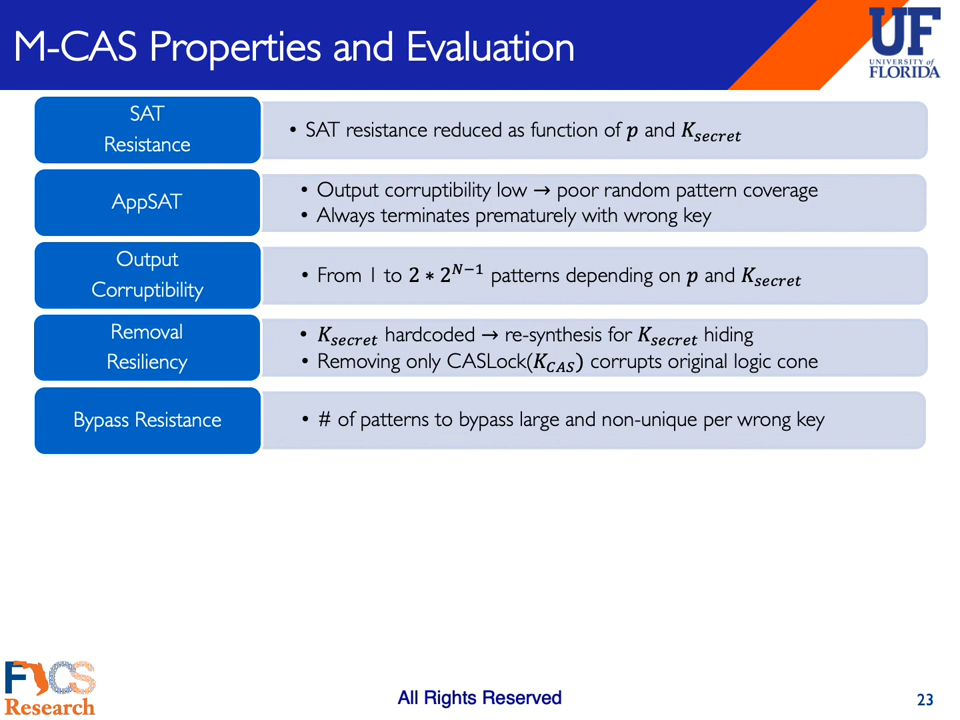 M-CAS Properties and Evaluation
UF
UNIVERSITY of
FLORIDA
SAT
Resistance
• SAT resistance reduced as function of 𝒑 and 𝑲𝒔𝒆𝒄𝒓𝒆𝒕
AppSAT
• Output corruptibility low → poor random pattern coverage
• Always terminates prematurely with wrong key
Output
Corruptibility
• From 1 to 𝟐 ∗ 𝟐^(𝑵−𝟏) patterns depending on 𝒑 and 𝑲𝒔𝒆𝒄𝒓𝒆𝒕
Removal
Resiliency
• 𝑲𝒔𝒆𝒄𝒓𝒆𝒕 hardcoded → re-synthesis for 𝑲𝒔𝒆𝒄𝒓𝒆𝒕 hiding
• Removing only CASLock(𝑲𝑪𝑨𝑺) corrupts original logic cone
Bypass Resistance
• # of patterns to bypass large and non-unique per wrong key
FICS
Research
All Rights Reserved
23